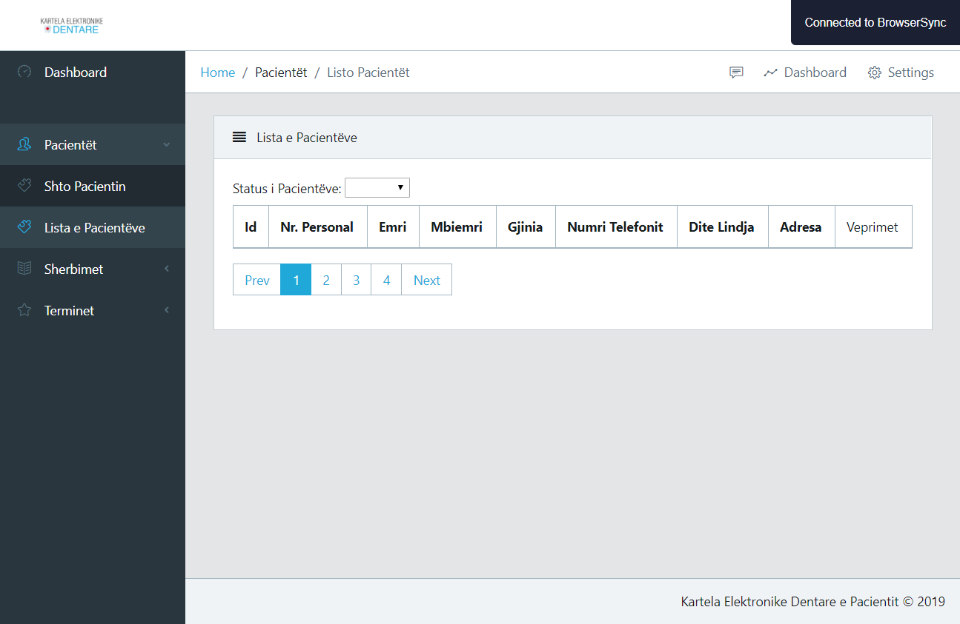 KARTELA ELEKTRONIKE
DENTARE
Connected to BrowserSync
Dashboard
Pacientët
Shto Pacientin
Lista e Pacientëve
Sherbimet
Terminet
Home / Pacientët / Listo Pacientët
Dashboard Settings
Lista e Pacientëve
Status i Pacientëve:
Id Nr. Personal Emri Mbiemri Gjinia Numri Telefonit Dite Lindja Adresa Veprimet
Prev 1 2 3 4 Next
Kartela Elektronike Dentare e Pacientit © 2019